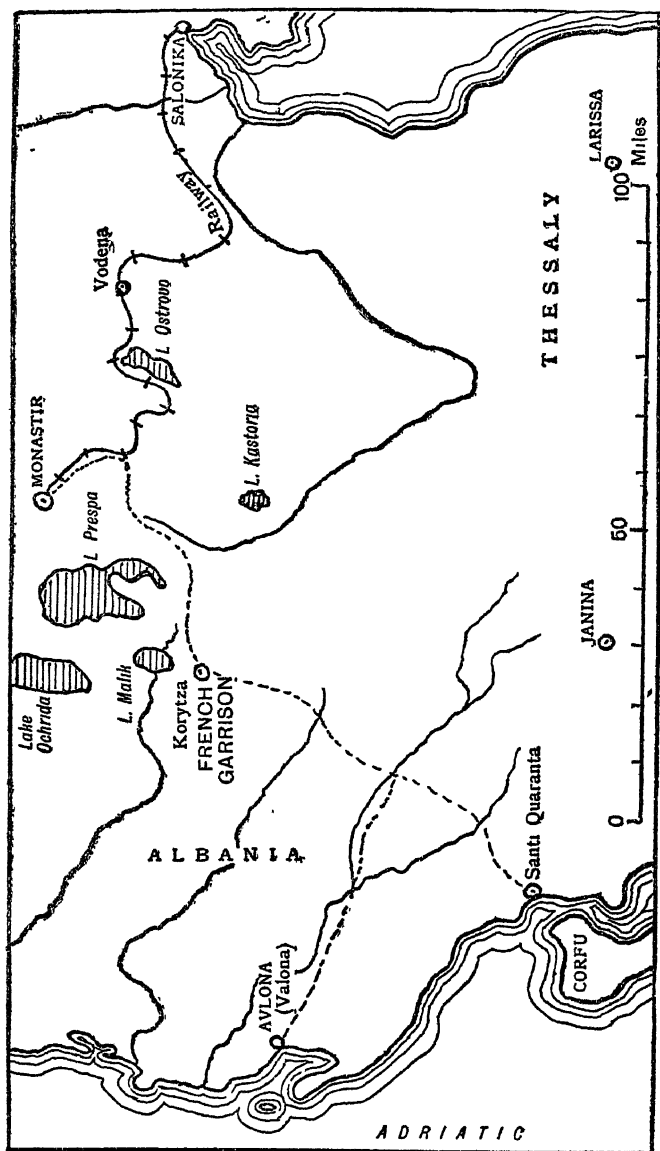 SALONIKA
Railway
Vodena
L. Ostrovo
MONASTIR
L. Kastoria
L Prespa
Lake
Ochrida
L. Malik
Korytza
FRENCH
GARRISON
ALBANIA
AVLONA
(Valona)
Santi Quaranta
CORFU
ADRIATIC
THESSALY
LARISSA
JANINA
0
50
100
Miles